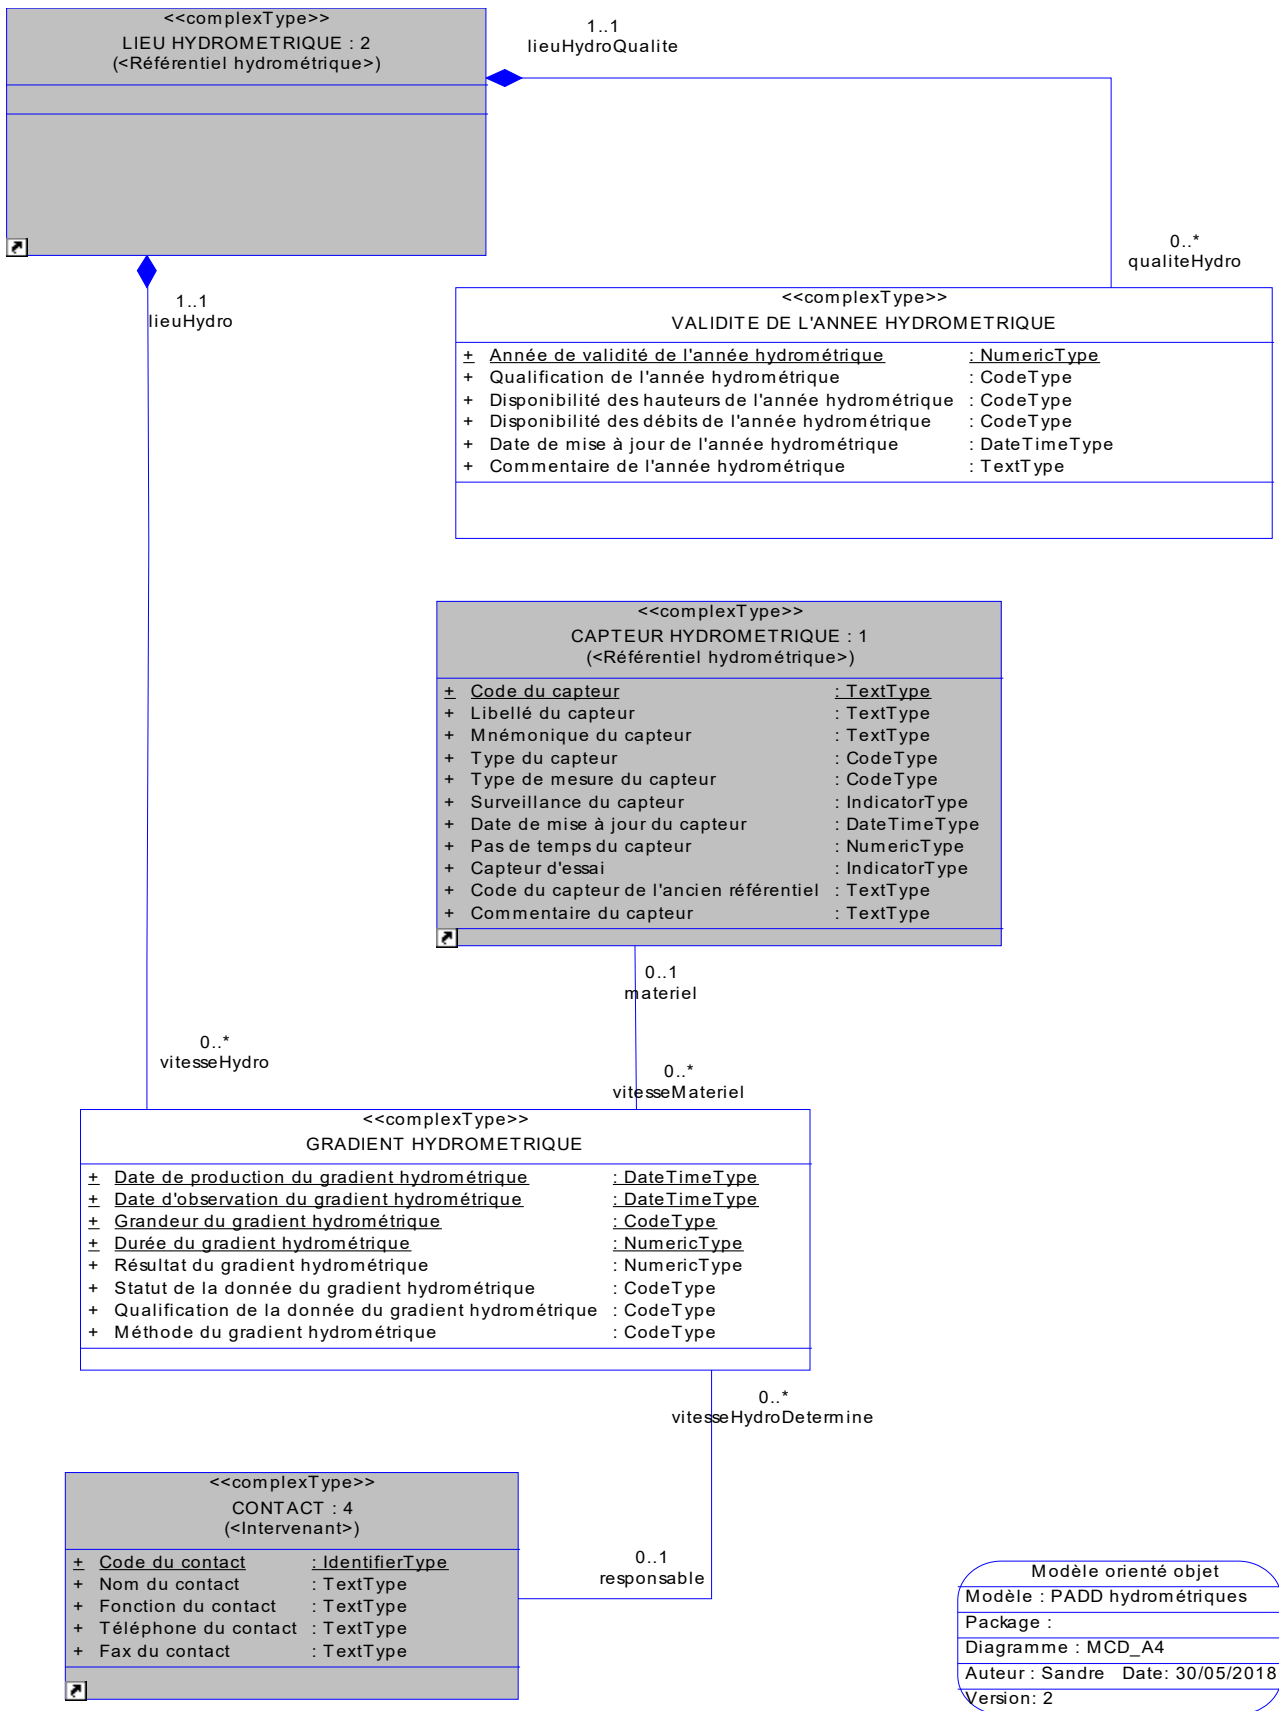 <<complexType>>
LIEU HYDROMETRIQUE : 2
(<Référentiel hydrométrique>)
1..1
lieuHydroQualite
0..*
qualiteHydro
1..1
lieuHydro
<<complexType>>
VALIDITE DE L'ANNEE HYDROMETRIQUE
+ Année de validité de l'année hydrométrique : NumericType
+ Qualification de l'année hydrométrique : CodeType
+ Disponibilité des hauteurs de l'année hydrométrique : CodeType
+ Disponibilité des débits de l'année hydrométrique : CodeType
+ Date de mise à jour de l'année hydrométrique : DateTimeType
+ Commentaire de l'année hydrométrique : TextType
<<complexType>>
CAPTEUR HYDROMETRIQUE : 1
(<Référentiel hydrométrique>)
+ Code du capteur : TextType
+ Libellé du capteur : TextType
+ Mnémonique du capteur : TextType
+ Type du capteur : CodeType
+ Type de mesure du capteur : CodeType
+ Surveillance du capteur : IndicatorType
+ Date de mise à jour du capteur : DateTimeType
+ Pas de temps du capteur : NumericType
+ Capteur d'essai : IndicatorType
+ Code du capteur de l'ancien référentiel : TextType
+ Commentaire du capteur : TextType
0..1
materiel
0..*
vitesseHydro
0..*
vitesseMateriel
<<complexType>>
GRADIENT HYDROMETRIQUE
+ Date de production du gradient hydrométrique : DateTimeType
+ Date d'observation du gradient hydrométrique : DateTimeType
+ Grandeur du gradient hydrométrique : CodeType
+ Durée du gradient hydrométrique : NumericType
+ Résultat du gradient hydrométrique : NumericType
+ Statut de la donnée du gradient hydrométrique : CodeType
+ Qualification de la donnée du gradient hydrométrique : CodeType
+ Méthode du gradient hydrométrique : CodeType
0..*
vitesseHydroDetermine
<<complexType>>
CONTACT : 4
(<Intervenant>)
+ Code du contact : IdentifierType
+ Nom du contact : TextType
+ Fonction du contact : TextType
+ Téléphone du contact : TextType
+ Fax du contact : TextType
0..1
responsable
Modèle orienté objet
Modèle : PADD hydrométriques
Package :
Diagramme : MCD_A4
Auteur : Sandre Date: 30/05/2018
Version: 2